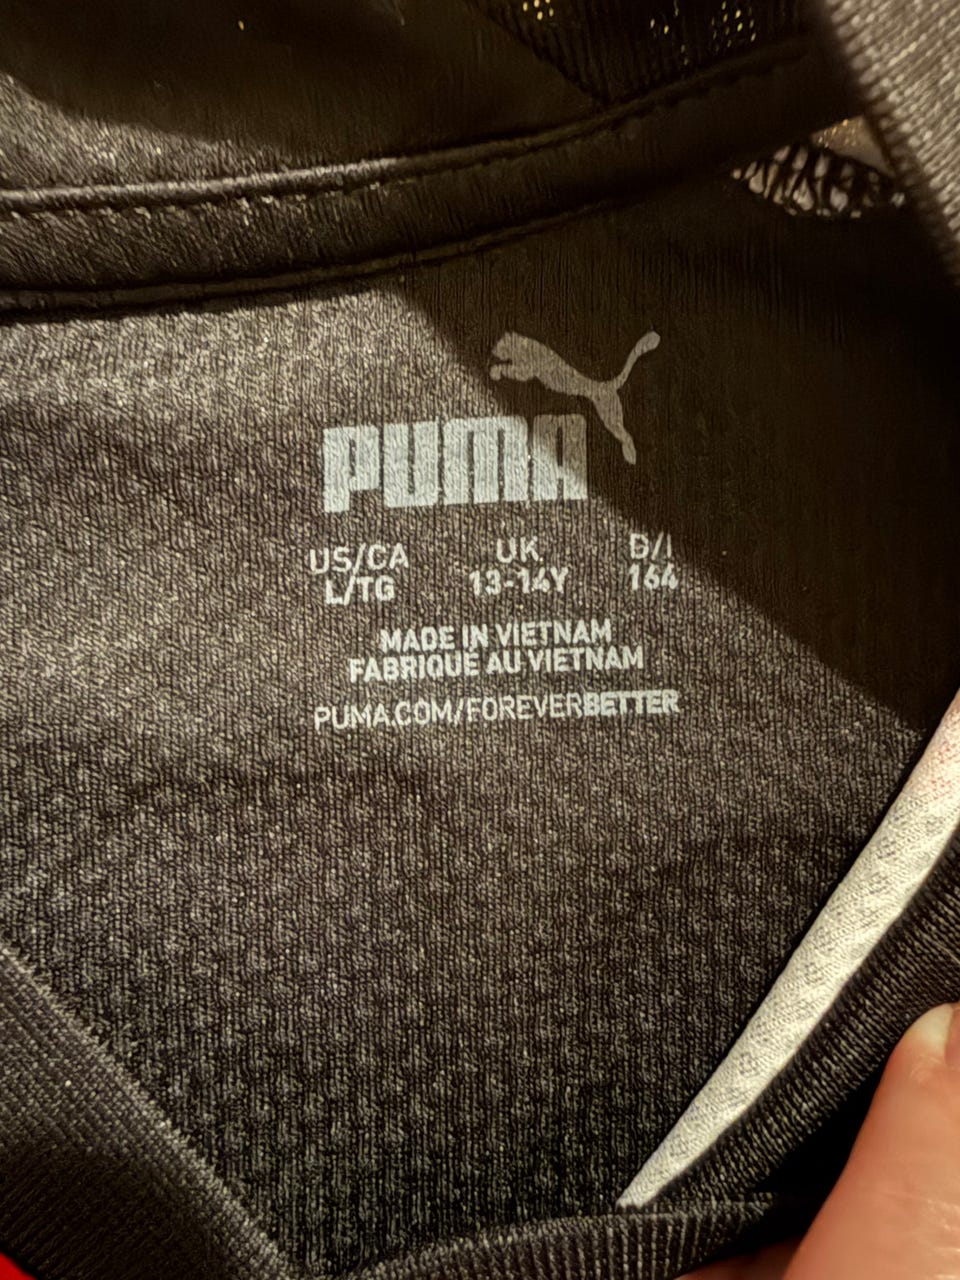 PUMA
US/CA UK D/I
L/TG 13-14Y 164
MADE IN VIETNAM
FABRIQUÉ AU VIETNAM
PUMA.COM/FOREVERBETTER